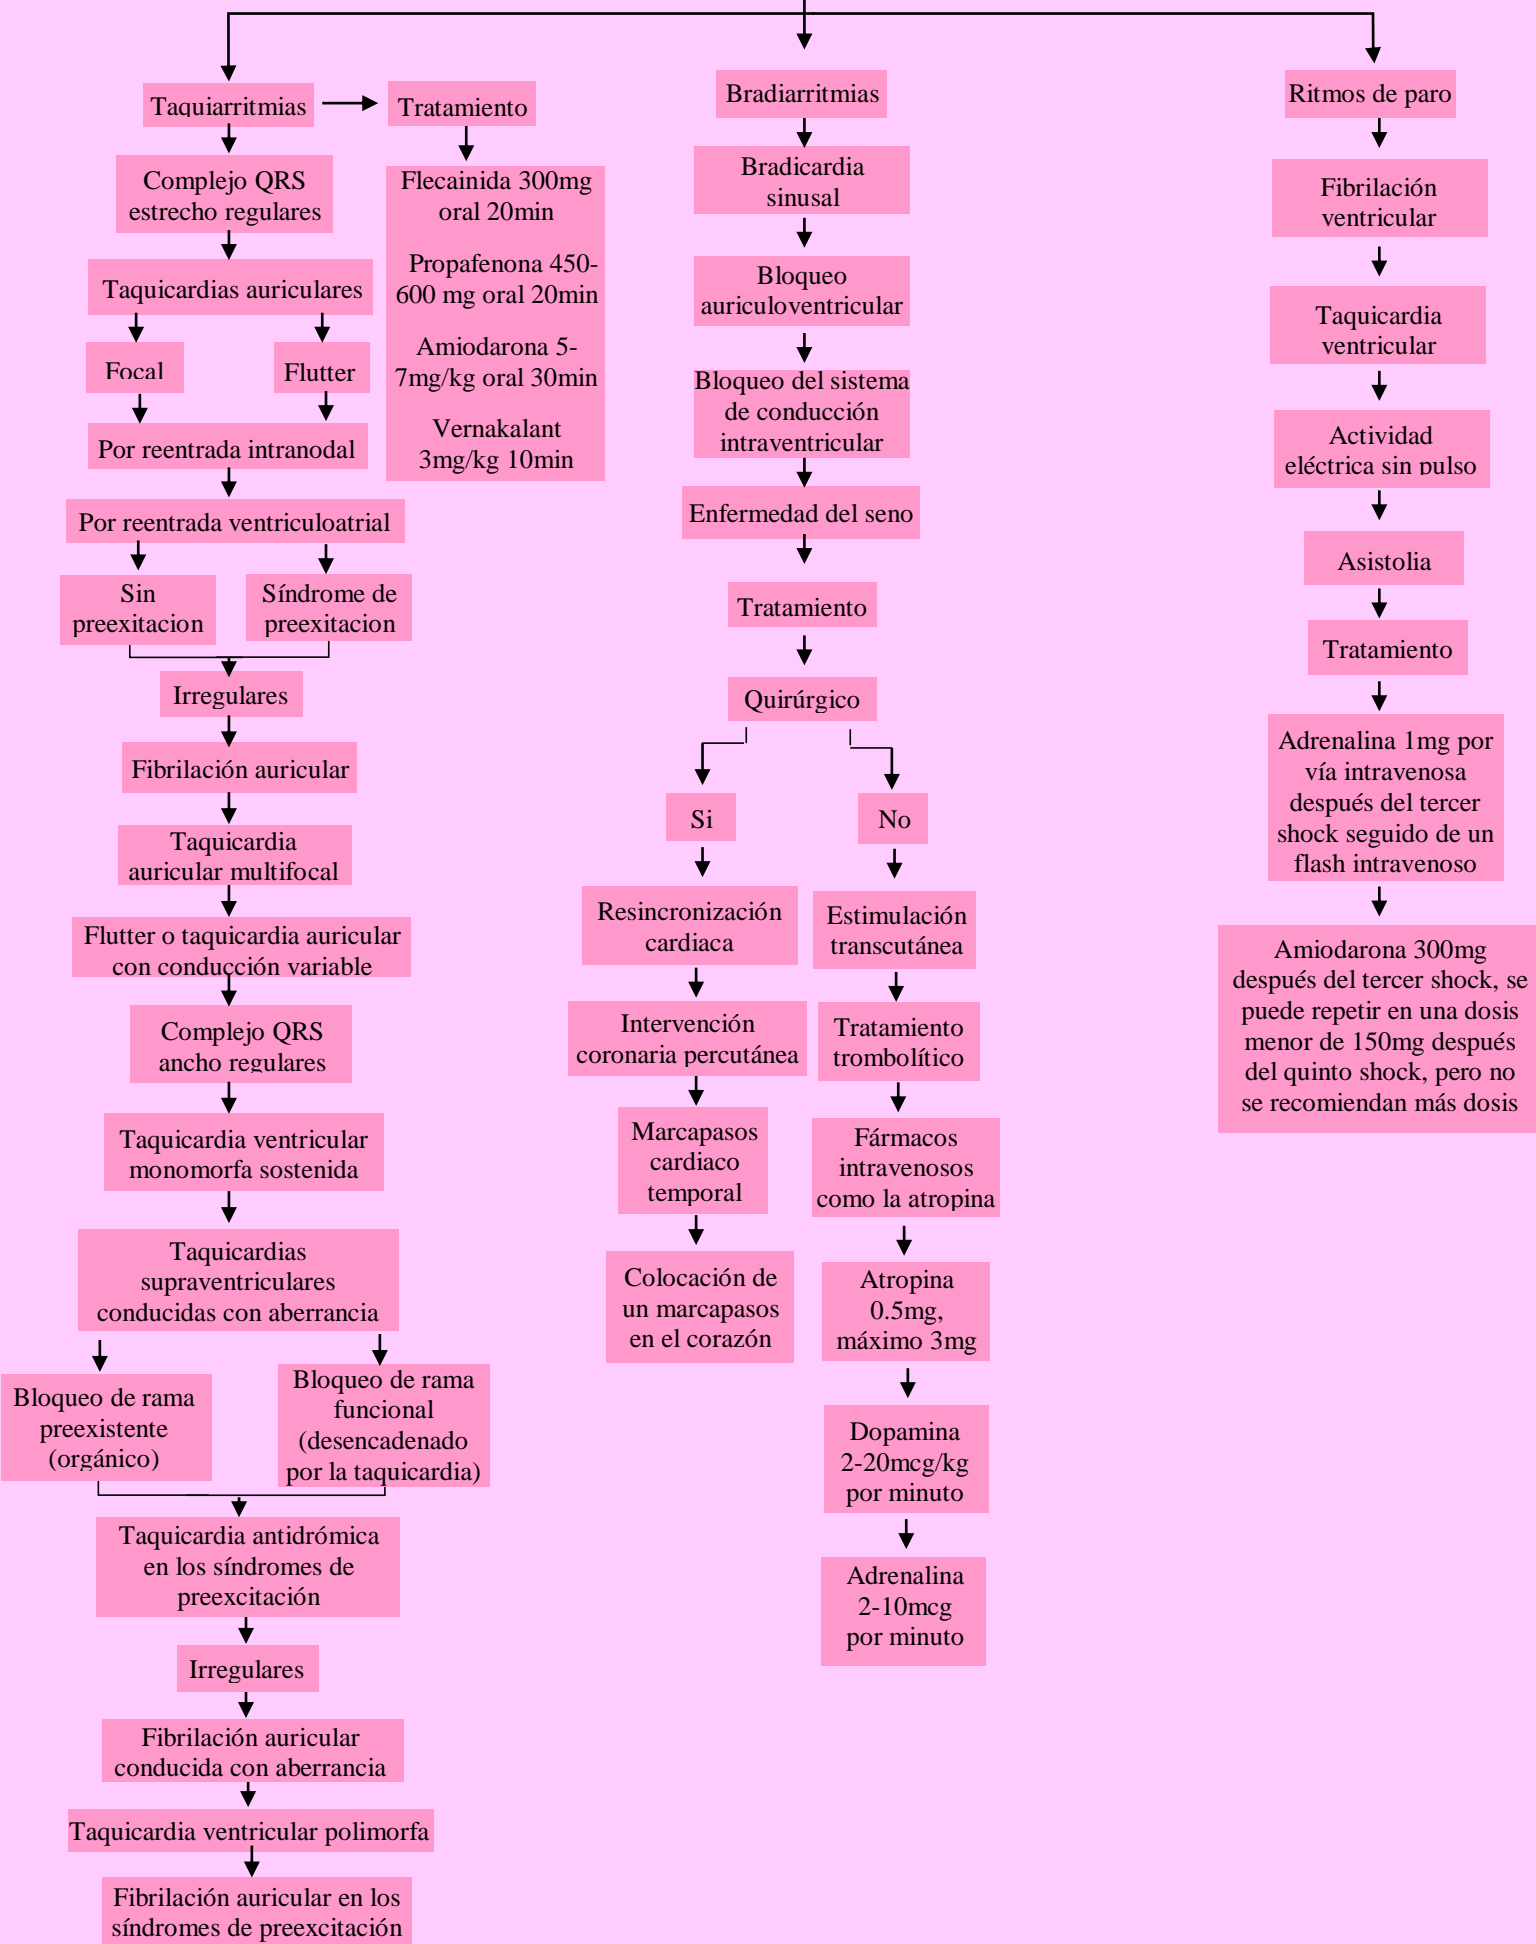 Taquiarritmias
Tratamiento
Complejo QRS
estrecho regulares
Flecainida 300mg
oral 20min
Propafenona 450-
600 mg oral 20min
Amiodarona 5-
7mg/kg oral 30min
Vernakalant
3mg/kg 10min
Taquicardias auriculares
Focal
Flutter
Por reentrada intranodal
Por reentrada ventriculoatrial
Sin
preexitacion
Síndrome de
preexitacion
Irregulares
Fibrilación auricular
Taquicardia
auricular multifocal
Flutter o taquicardia auricular
con conducción variable
Complejo QRS
ancho regulares
Taquicardia ventricular
monomorfa sostenida
Taquicardias
supraventriculares
conducidas con aberrancia
Bloqueo de rama
preexistente
(orgánico)
Bloqueo de rama
funcional
(desencadenado
por la taquicardia)
Taquicardia antidrómica
en los síndromes de
preexcitación
Irregulares
Fibrilación auricular
conducida con aberrancia
Taquicardia ventricular polimorfa
Fibrilación auricular en los
síndromes de preexcitación
Bradiarritmias
Bradicardia
sinusal
Bloqueo
auriculoventricular
Bloqueo del sistema
de conducción
intraventricular
Enfermedad del seno
Tratamiento
Quirúrgico
Si
No
Resincronización
cardiaca
Intervención
coronaria percutánea
Marcapasos
cardiaco
temporal
Colocación de
un marcapasos
en el corazón
Estimulación
transcutánea
Tratamiento
trombolítico
Fármacos
intravenosos
como la atropina
Atropina
0.5mg,
máximo 3mg
Dopamina
2-20mcg/kg
por minuto
Adrenalina
2-10mcg
por minuto
Ritmos de paro
Fibrilación
ventricular
Taquicardia
ventricular
Actividad
eléctrica sin pulso
Asistolia
Tratamiento
Adrenalina 1mg por
vía intravenosa
después del tercer
shock seguido de un
flash intravenoso
Amiodarona 300mg
después del tercer shock, se
puede repetir en una dosis
menor de 150mg después
del quinto shock, pero no
se recomiendan más dosis